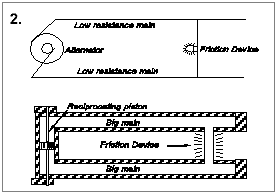 2.
Low resistance main
Alternator
Friction Device
Low resistance main
Reciprocating piston
Big main
Friction Device
Big main